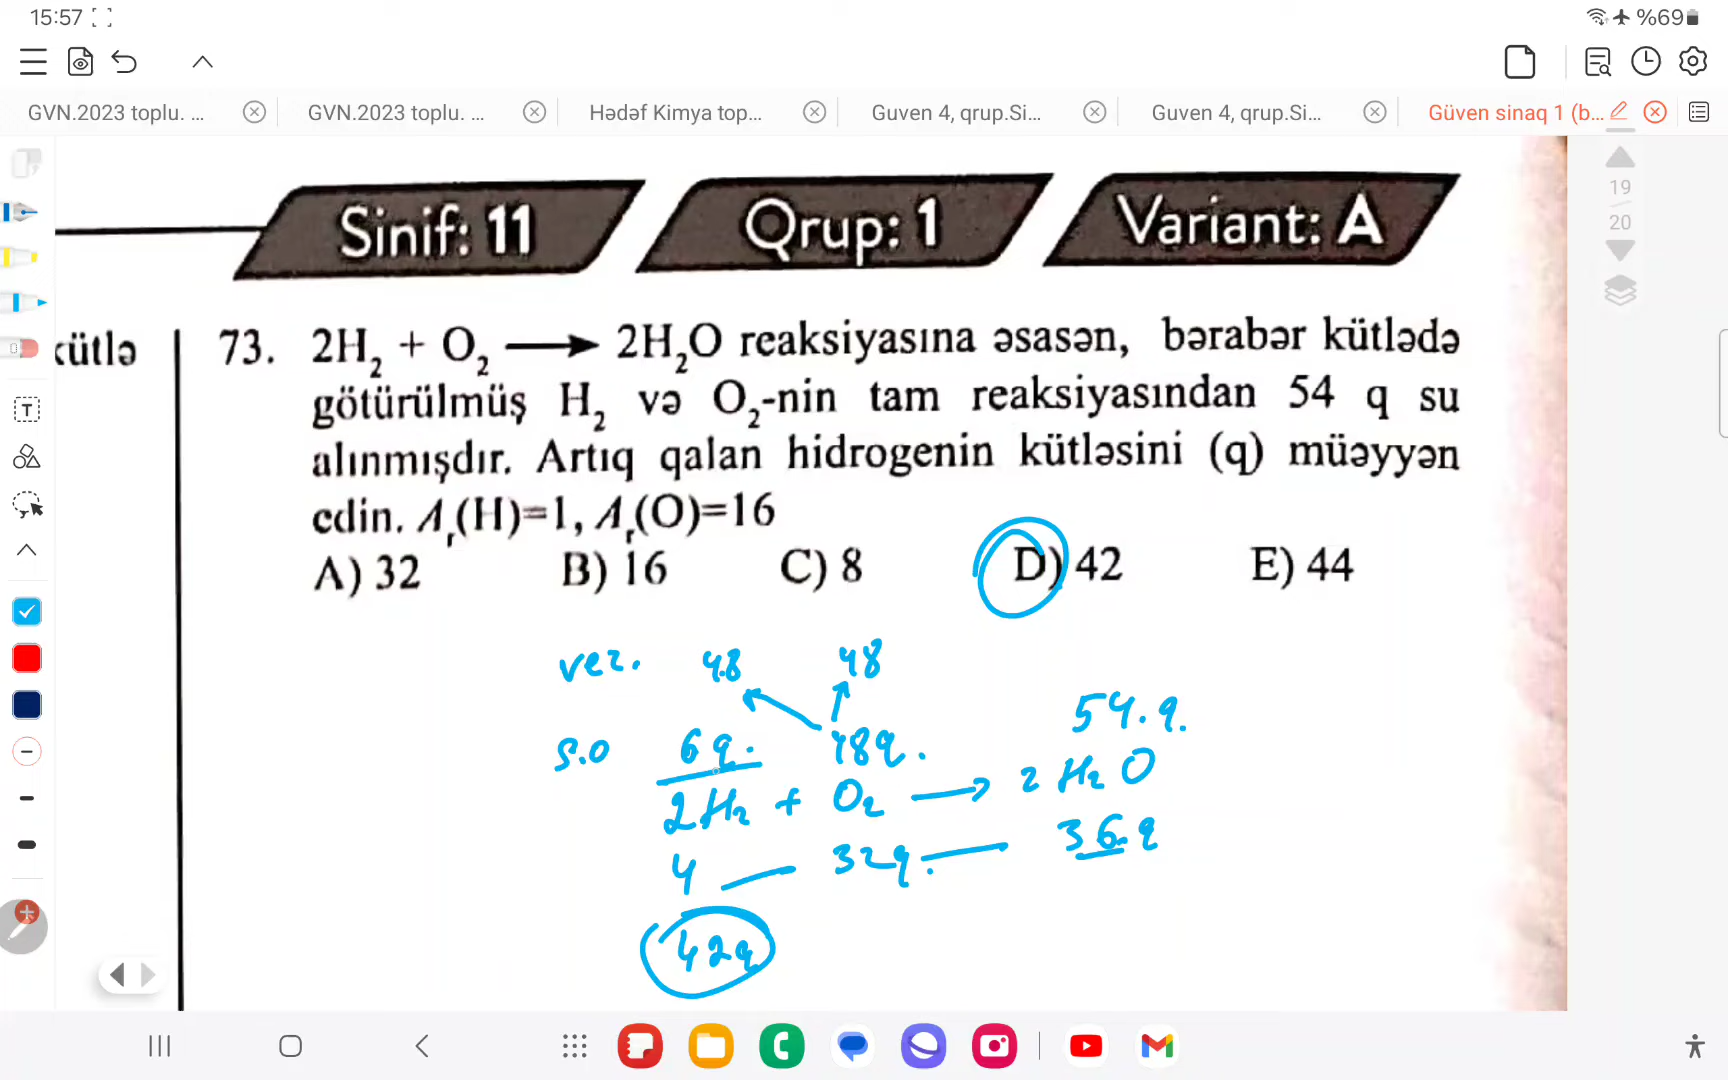 15:57 %69
GVN.2023 toplu. ... GVN.2023 toplu. ... Hədəf Kimya top... Guven 4, qrup.Si... Guven 4, qrup.Si... Güven sinaq 1 (b...
19
20
Sinif: 11 Qrup: 1 Variant: A
kütlə
73. 2H₂ + O₂ ⟶ 2H₂O reaksiyasına əsasən, bərabər kütlədə
götürülmüş H₂ və O₂-nin tam reaksiyasından 54 q su
alınmışdır. Artıq qalan hidrogenin kütləsini (q) müəyyən
edin. Aᵣ(H)=1, Aᵣ(O)=16
A) 32 B) 16 C) 8 D) 42 E) 44
ver. 48 48
s.o 6q. 48q. 54.q.
2H₂ + O₂ → 2H₂O
4 — 32q. — 36q
42q